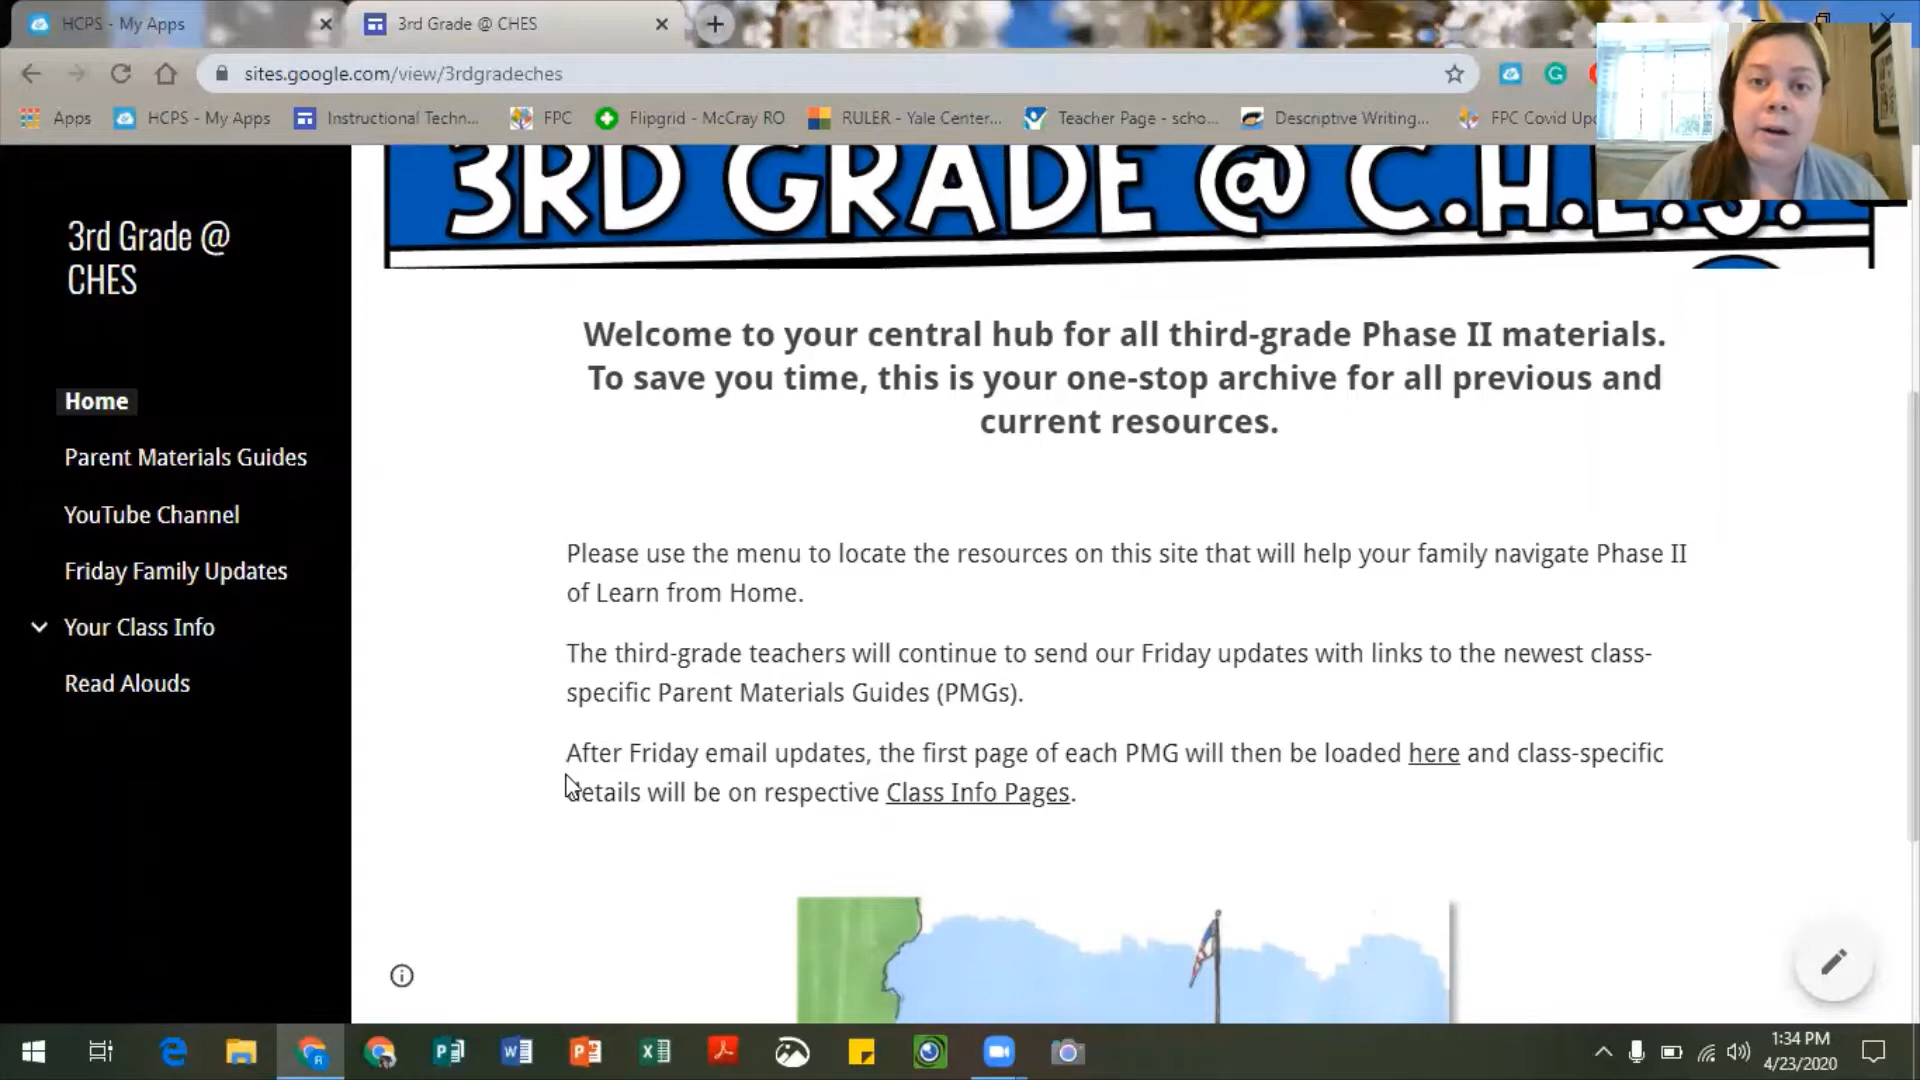 HCPS - My Apps
3rd Grade @ CHES
sites.google.com/view/3rdgradeches
Apps
HCPS - My Apps
Instructional Techn...
FPC
Flipgrid - McCray RO
RULER - Yale Center...
Teacher Page - scho...
Descriptive Writing...
FPC Covid Upd
3RD GRADE @ C.H.E.S.
3rd Grade @
CHES
Home
Parent Materials Guides
YouTube Channel
Friday Family Updates
Your Class Info
Read Alouds
Welcome to your central hub for all third-grade Phase II materials.
To save you time, this is your one-stop archive for all previous and
current resources.
Please use the menu to locate the resources on this site that will help your family navigate Phase II
of Learn from Home.
The third-grade teachers will continue to send our Friday updates with links to the newest class-
specific Parent Materials Guides (PMGs).
After Friday email updates, the first page of each PMG will then be loaded here and class-specific
details will be on respective Class Info Pages.
1:34 PM
4/23/2020